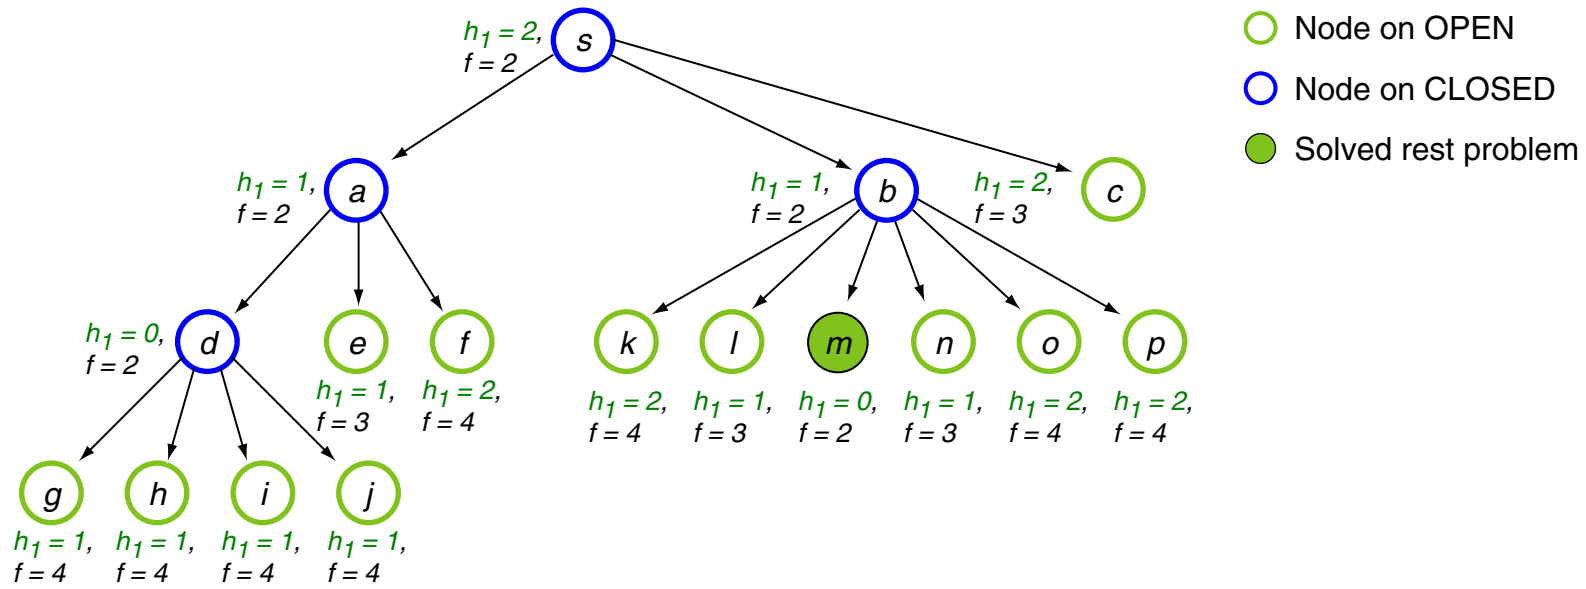 h1 = 2,
f = 2
s
Node on OPEN
Node on CLOSED
Solved rest problem
h1 = 1,
f = 2
a
h1 = 1,
f = 2
b
h1 = 2,
f = 3
c
h1 = 0,
f = 2
d
e
f
k
l
m
n
o
p
h1 = 1,
f = 3
h1 = 2,
f = 4
h1 = 2,
f = 4
h1 = 1,
f = 3
h1 = 0,
f = 2
h1 = 1,
f = 3
h1 = 2,
f = 4
h1 = 2,
f = 4
g
h
i
j
h1 = 1,
f = 4
h1 = 1,
f = 4
h1 = 1,
f = 4
h1 = 1,
f = 4